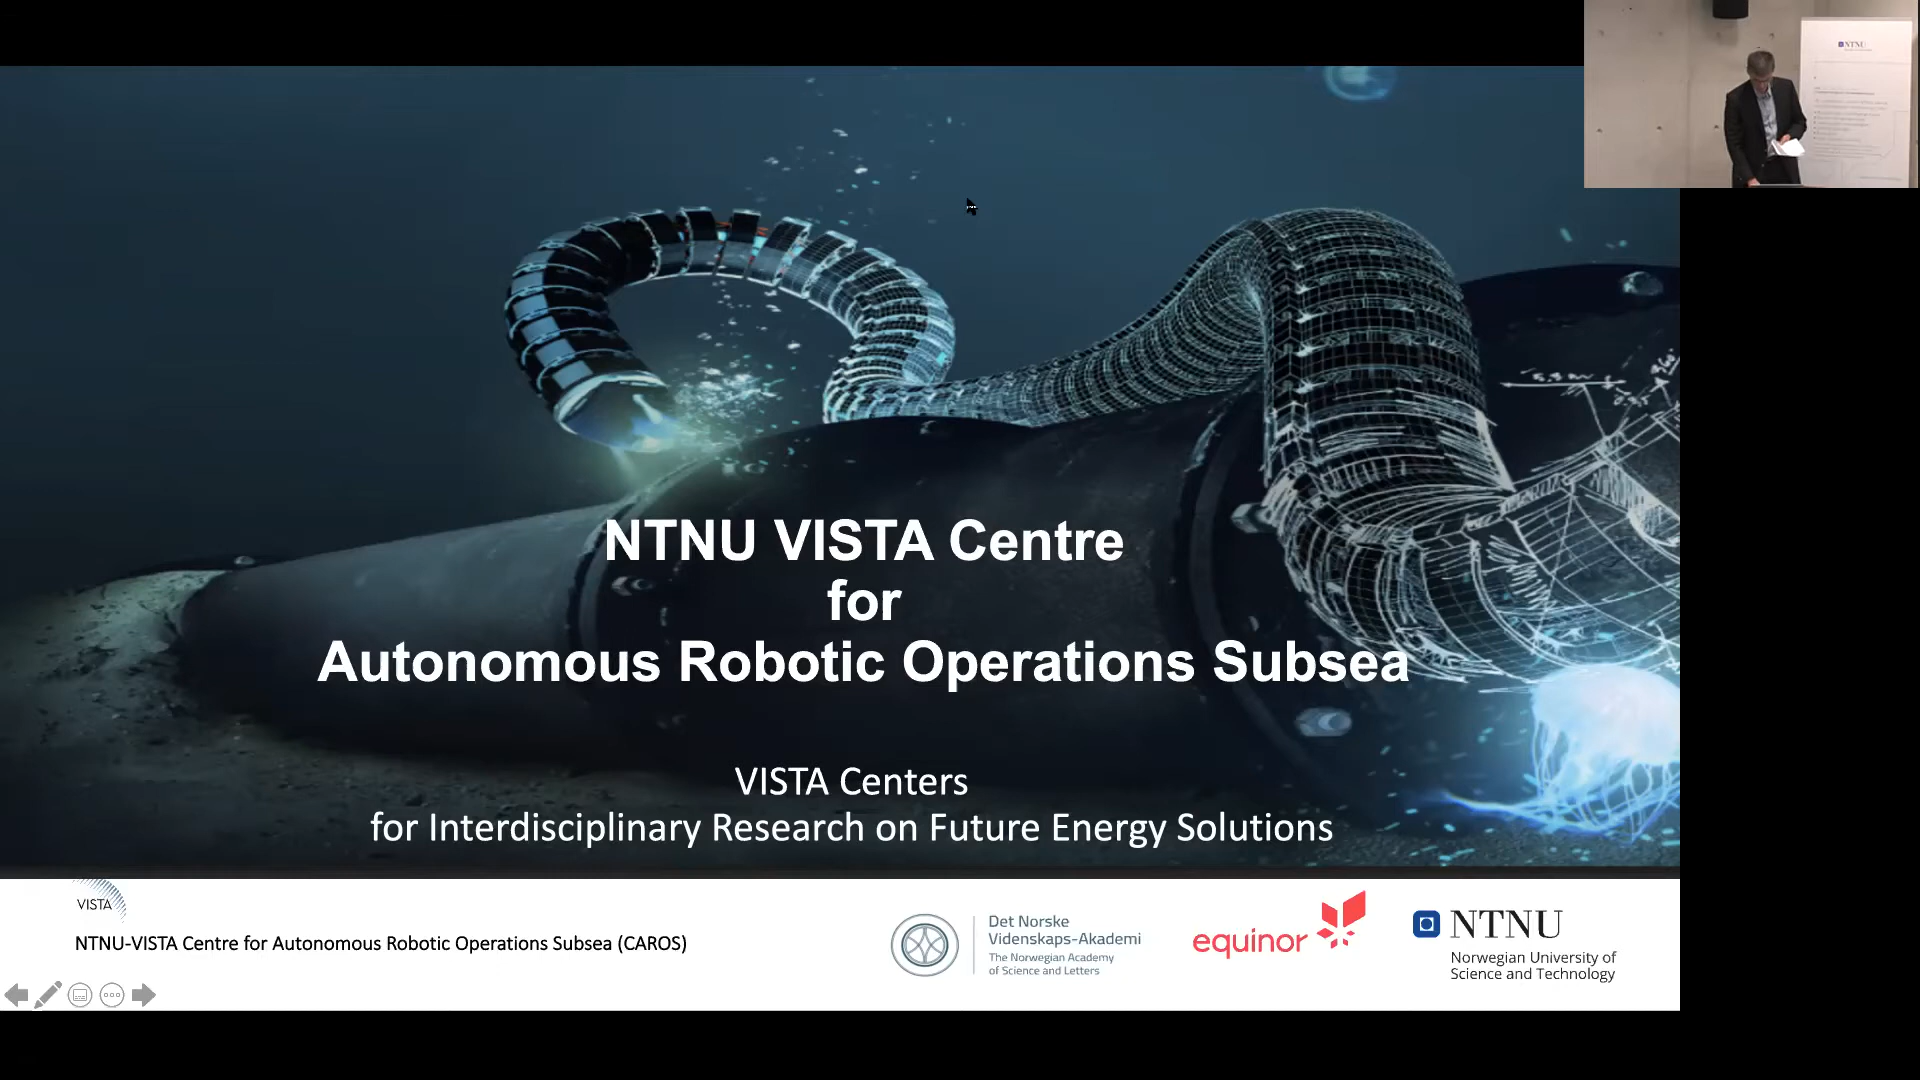 NTNU
NTNU VISTA Centre
for
Autonomous Robotic Operations Subsea
VISTA Centers
for Interdisciplinary Research on Future Energy Solutions
VISTA
NTNU-VISTA Centre for Autonomous Robotic Operations Subsea (CAROS)
Det Norske
Videnskaps-Akademi
The Norwegian Academy
of Science and Letters
equinor
NTNU
Norwegian University of
Science and Technology